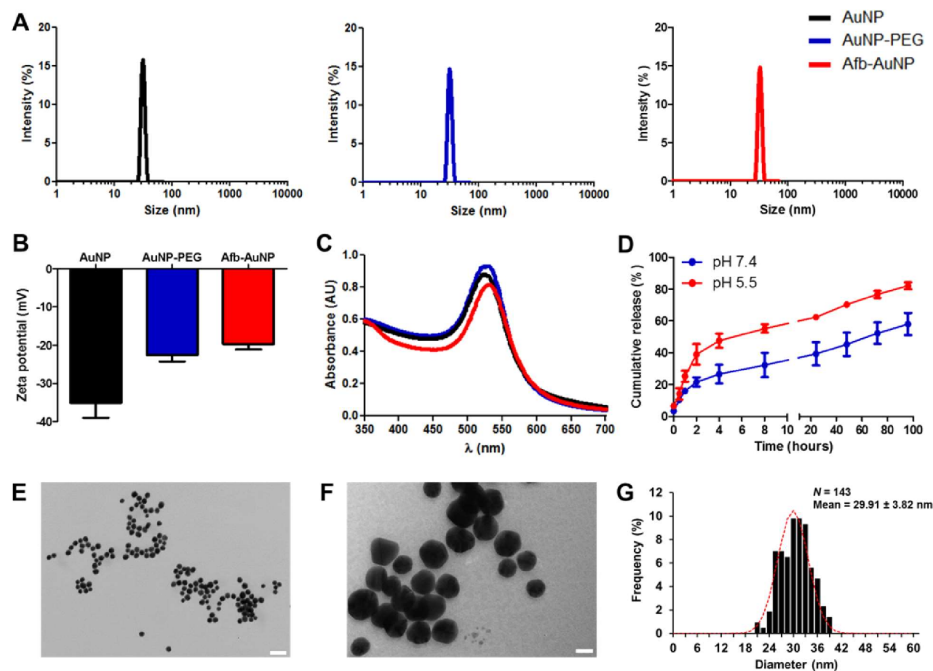 A
AuNP
AuNP-PEG
Afb-AuNP
Intensity (%)
20
15
10
5
0
1 10 100 1000 10000
Size (nm)
Intensity (%)
20
15
10
5
0
1 10 100 1000 10000
Size (nm)
Intensity (% )
20
15
10
5
0
1 10 100 1000 10000
Size (nm)
B
AuNP AuNP-PEG Afb-AuNP
Zeta potential (mV)
0
-10
-20
-30
-40
C
Absorbance (AU)
1.0
0.8
0.6
0.4
0.2
0.0
350 400 450 500 550 600 650 700
λ (nm)
D
pH 7.4
pH 5.5
Cumulative release (% )
100
80
60
40
20
0
0 2 4 6 8 10 20 40 60 80 100
Time (hours)
E
F
G
N = 143
Mean = 29.91 ± 3.82 nm
Frequency (%)
12
10
8
6
4
2
0
0 6 12 18 24 30 36 42 48 54 60
Diameter (nm)